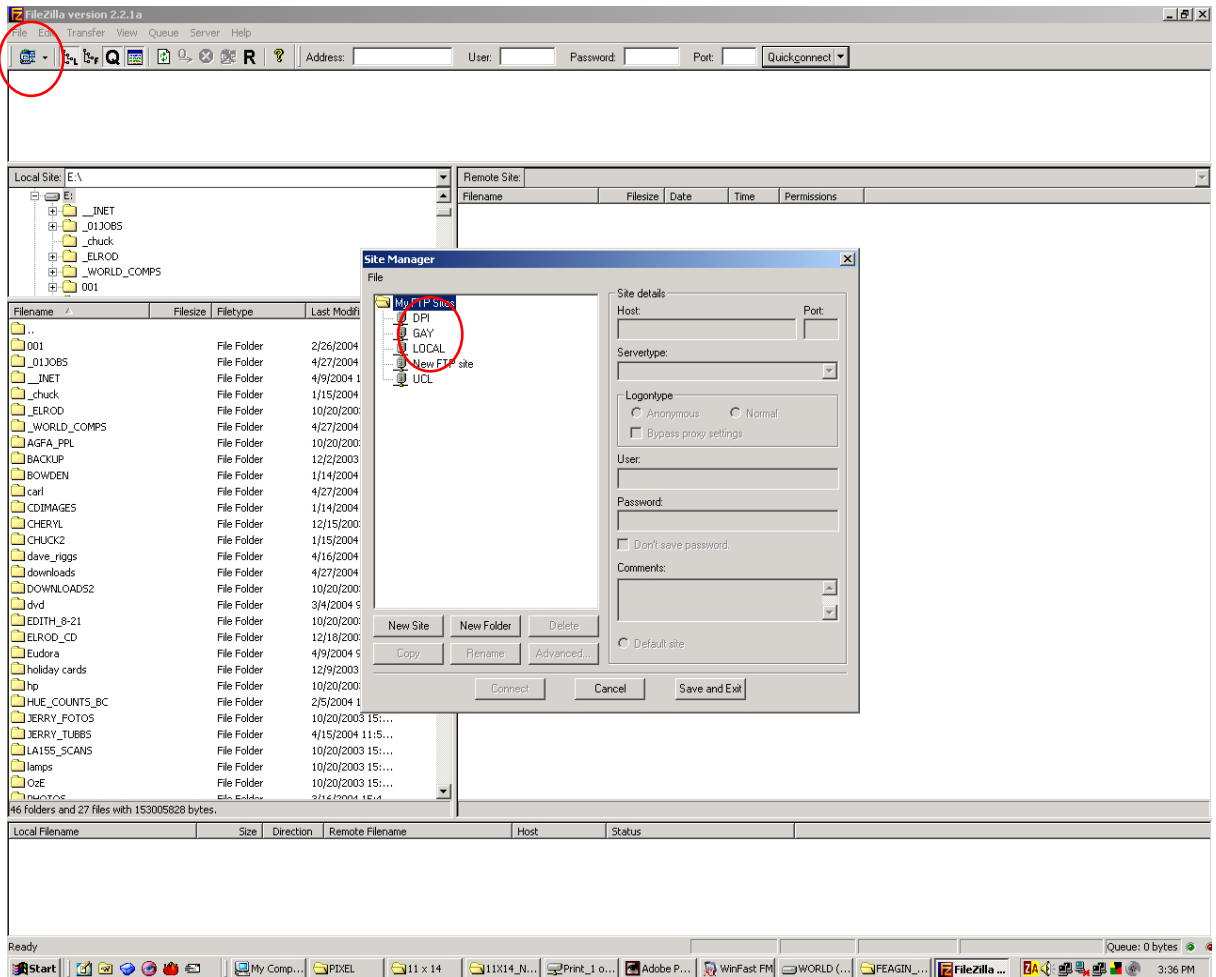 FileZilla version 2.2.1a
File Edit Transfer View Queue Server Help
Address: User: Password: Port: Quickconnect
Local Site: E:\
Remote Site:
E:
__INET
_01JOBS
_chuck
_ELROD
_WORLD_COMPS
001
Filename Filesize Date Time Permissions
Filename Filesize Filetype Last Modifi
..
001 File Folder 2/26/2004
_01JOBS File Folder 4/27/2004
__INET File Folder 4/9/2004 1
_chuck File Folder 1/15/2004
_ELROD File Folder 10/20/200
_WORLD_COMPS File Folder 4/27/2004
AGFA_PPL File Folder 10/20/200
BACKUP File Folder 12/2/2003
BOWDEN File Folder 1/14/2004
carl File Folder 4/27/2004
CDIMAGES File Folder 1/14/2004
CHERYL File Folder 12/15/200
CHUCK2 File Folder 1/15/2004
dave_riggs File Folder 4/16/2004
downloads File Folder 4/27/2004
DOWNLOADS2 File Folder 10/20/200
dvd File Folder 3/4/2004 9
EDITH_8-21 File Folder 10/20/200
ELROD_CD File Folder 12/18/200
Eudora File Folder 4/9/2004 9
holiday cards File Folder 12/9/2003
hp File Folder 10/20/200
HUE_COUNTS_BC File Folder 2/5/2004 1
JERRY_FOTOS File Folder 10/20/2003 15:...
JERRY_TUBBS File Folder 4/15/2004 11:5...
LA155_SCANS File Folder 10/20/2003 15:...
lamps File Folder 10/20/2003 15:...
OzE File Folder 10/20/2003 15:...
PHOTOS File Folder
46 folders and 27 files with 153005828 bytes.
Site Manager
File
My FTP Sites
DPI
GAY
LOCAL
New FTP site
UCL
New Site New Folder Delete
Copy Rename Advanced...
Site details
Host: Port:
Servertype:
Logontype
Anonymous Normal
Bypass proxy settings
User:
Password:
Don't save password.
Comments:
Default site
Connect Cancel Save and Exit
Local Filename Size Direction Remote Filename Host Status
Ready
Queue: 0 bytes
Start My Comp... PIXEL 11 x 14 11X14_N... Print_1 o... Adobe P... WinFast FM WORLD (... FEAGIN_... FileZilla ... ZA 3:36 PM